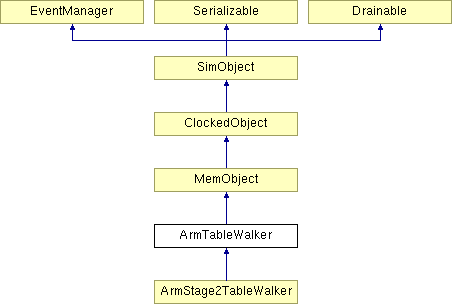 EventManager Serializable Drainable
SimObject
ClockedObject
MemObject
ArmTableWalker
ArmStage2TableWalker